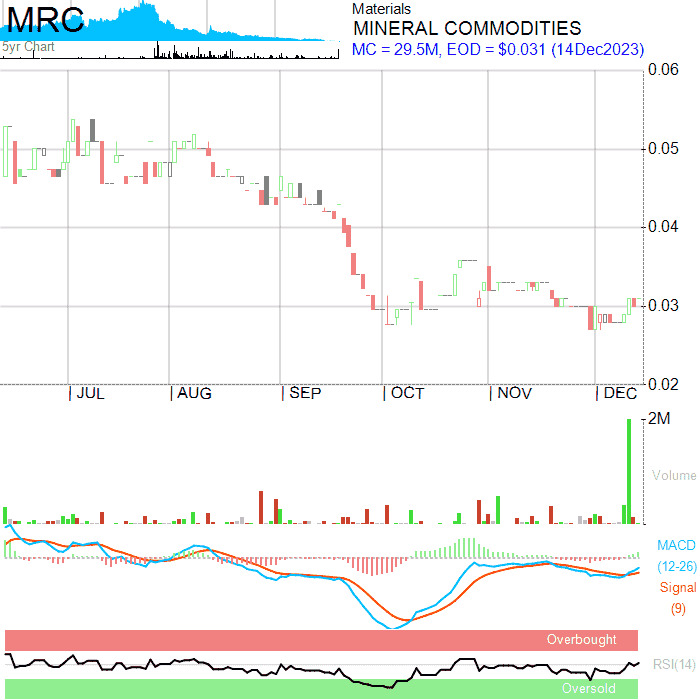 MRC
5yr Chart
Materials
MINERAL COMMODITIES
MC = 29.5M, EOD = $0.031 (14Dec2023)
0.06
0.05
0.04
0.03
0.02
JUL AUG SEP OCT NOV DEC
2M
Volume
MACD
(12-26)
Signal
(9)
Overbought
RSI(14)
Oversold